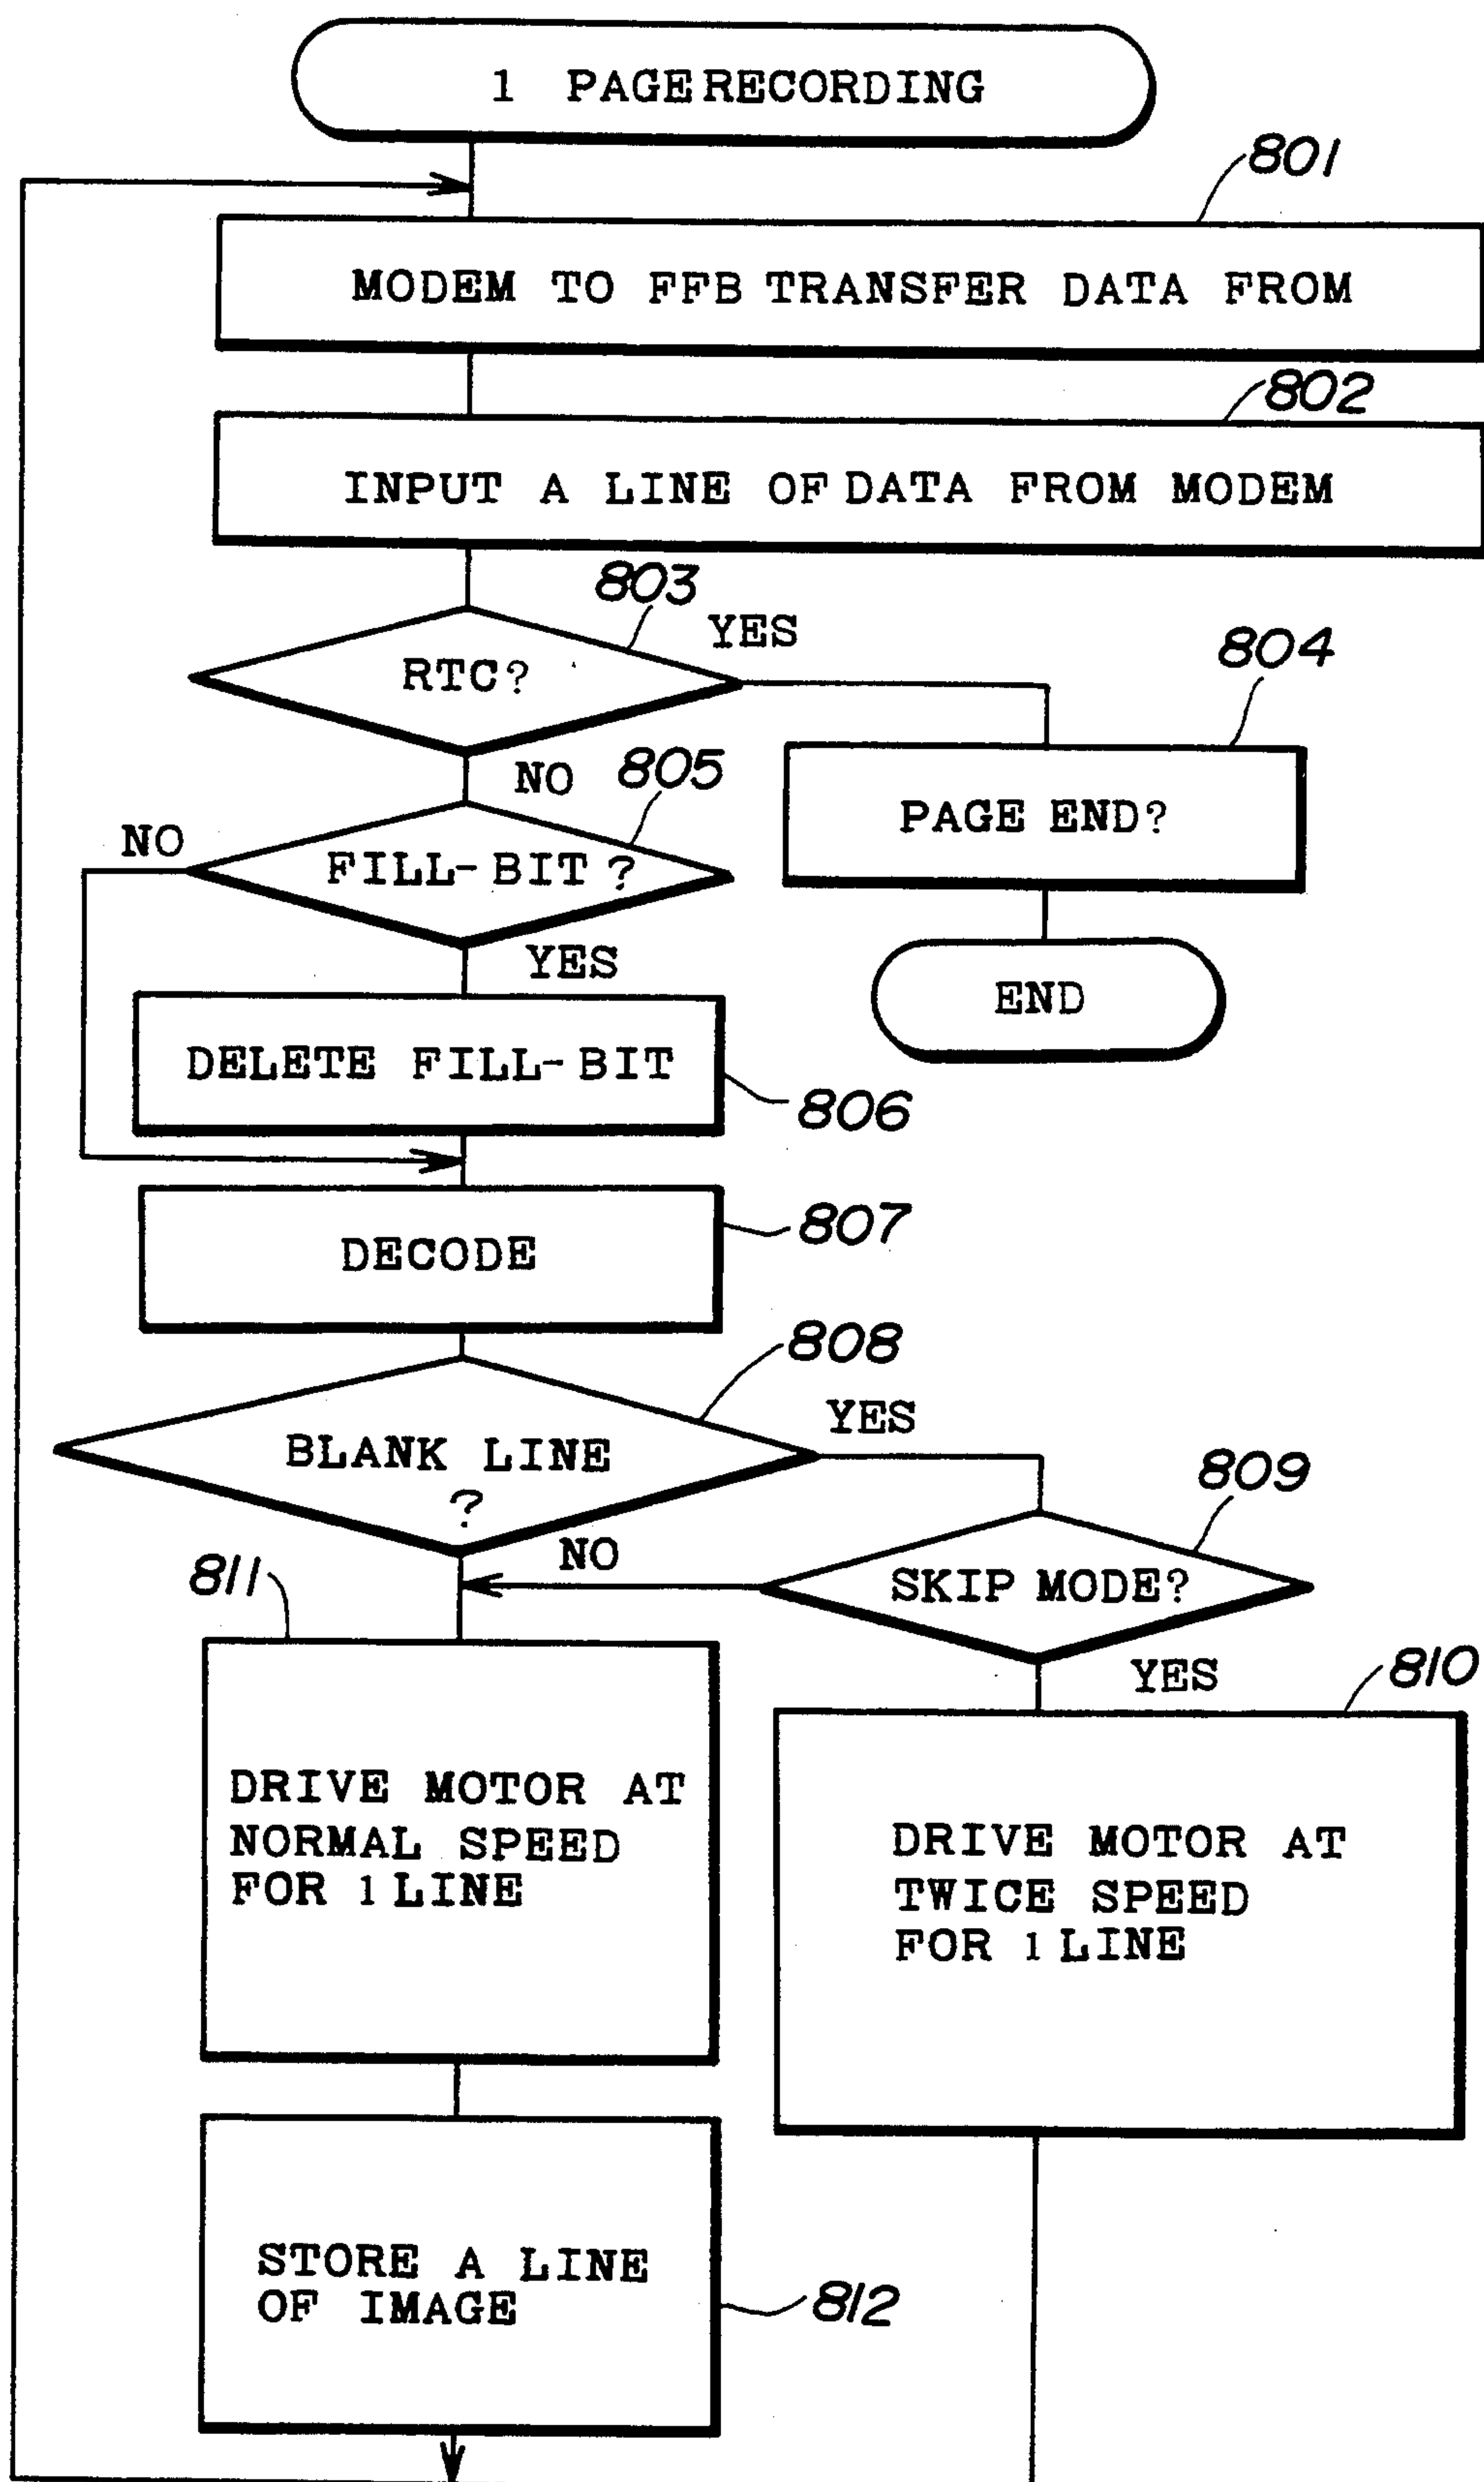 1 PAGE RECORDING
801
MODEM TO FFB TRANSFER DATA FROM
802
INPUT A LINE OF DATA FROM MODEM
803
YES
RTC?
804
NO
805
PAGE END?
NO
FILL-BIT?
YES
END
DELETE FILL-BIT
806
807
DECODE
808
YES
BLANK LINE
?
809
NO
811
SKIP MODE?
YES
810
DRIVE MOTOR AT
NORMAL SPEED
FOR 1 LINE
DRIVE MOTOR AT
TWICE SPEED
FOR 1 LINE
STORE A LINE
OF IMAGE
812